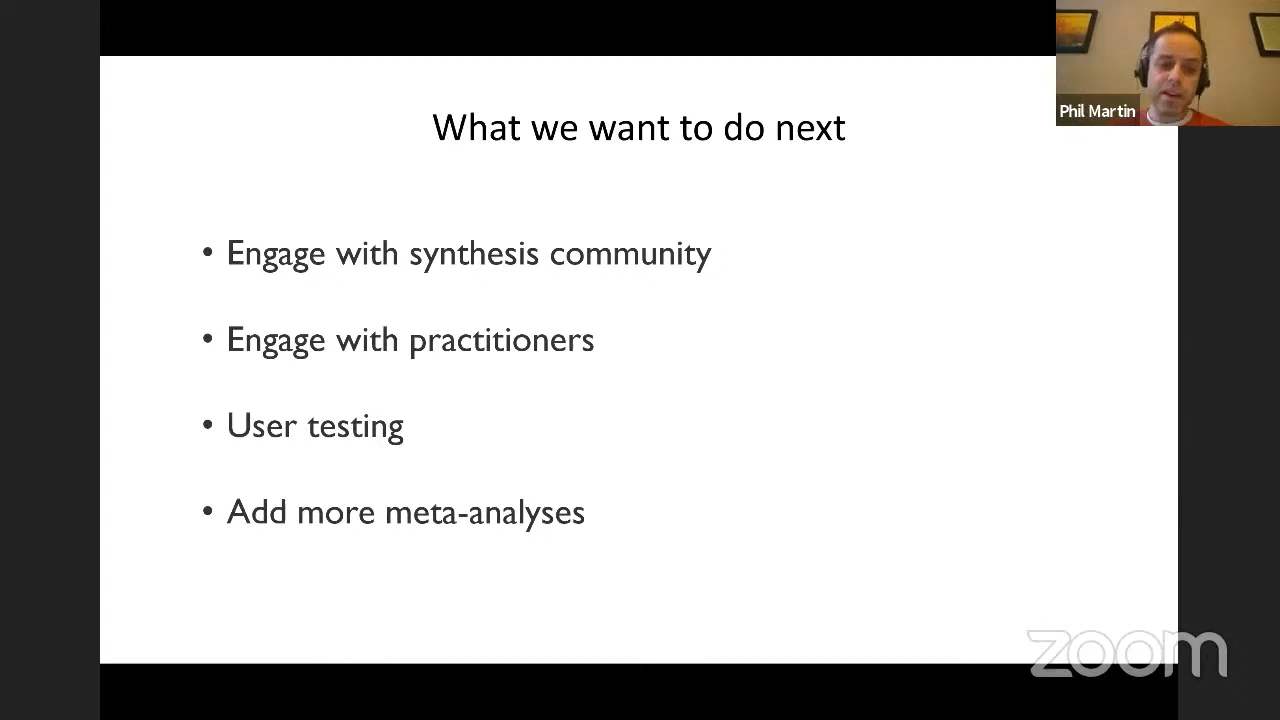 Phil Martin
What we want to do next
• Engage with synthesis community
• Engage with practitioners
• User testing
• Add more meta-analyses
zoom